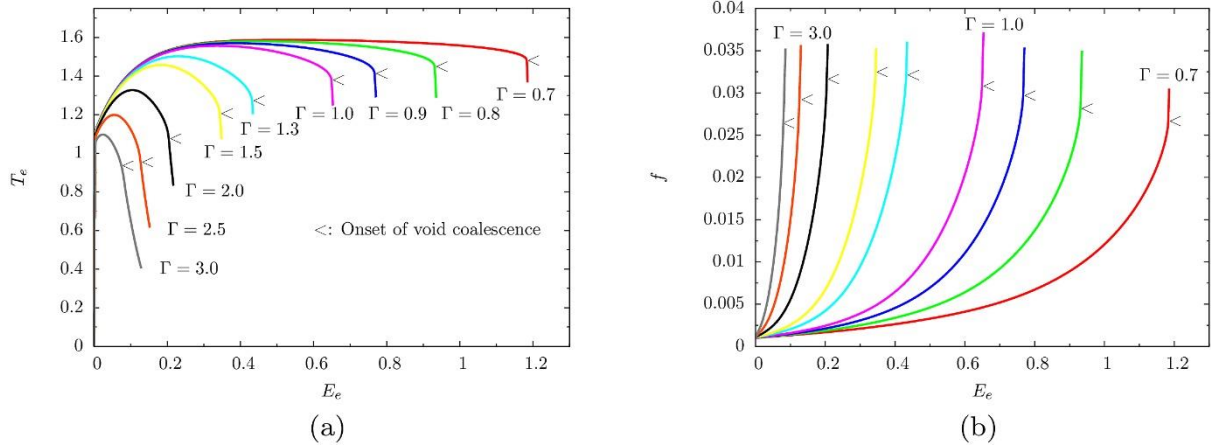 T_e
1.6
1.4
1.2
1
0.8
0.6
0.4
0.2
0
0
0.2
0.4
0.6
0.8
1
1.2
E_e
Γ = 0.7
Γ = 0.8
Γ = 0.9
Γ = 1.0
Γ = 1.3
Γ = 1.5
Γ = 2.0
Γ = 2.5
Γ = 3.0
<: Onset of void coalescence
(a)
f
0.04
0.035
0.03
0.025
0.02
0.015
0.01
0.005
0
0
0.2
0.4
0.6
0.8
1
1.2
E_e
Γ = 3.0
Γ = 1.0
Γ = 0.7
(b)